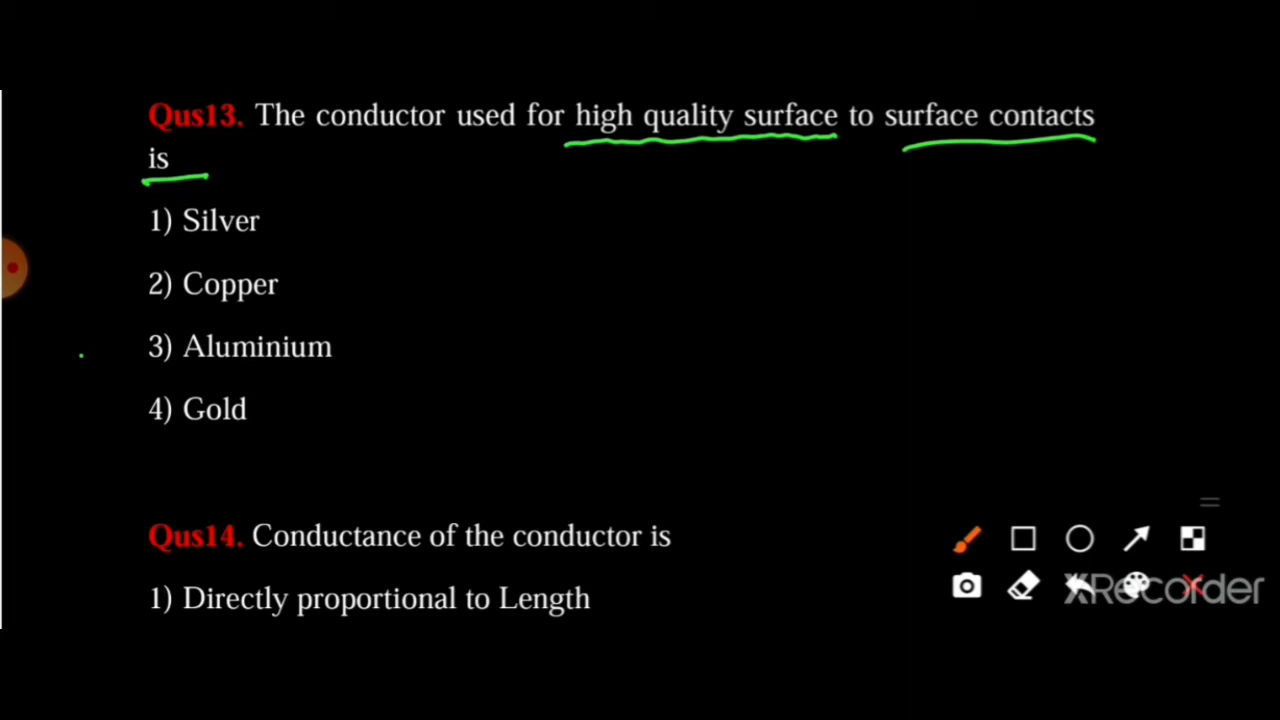 Qus13. The conductor used for high quality surface to surface contacts
is
1) Silver
2) Copper
3) Aluminium
4) Gold
Qus14. Conductance of the conductor is
1) Directly proportional to Length
XRecorder